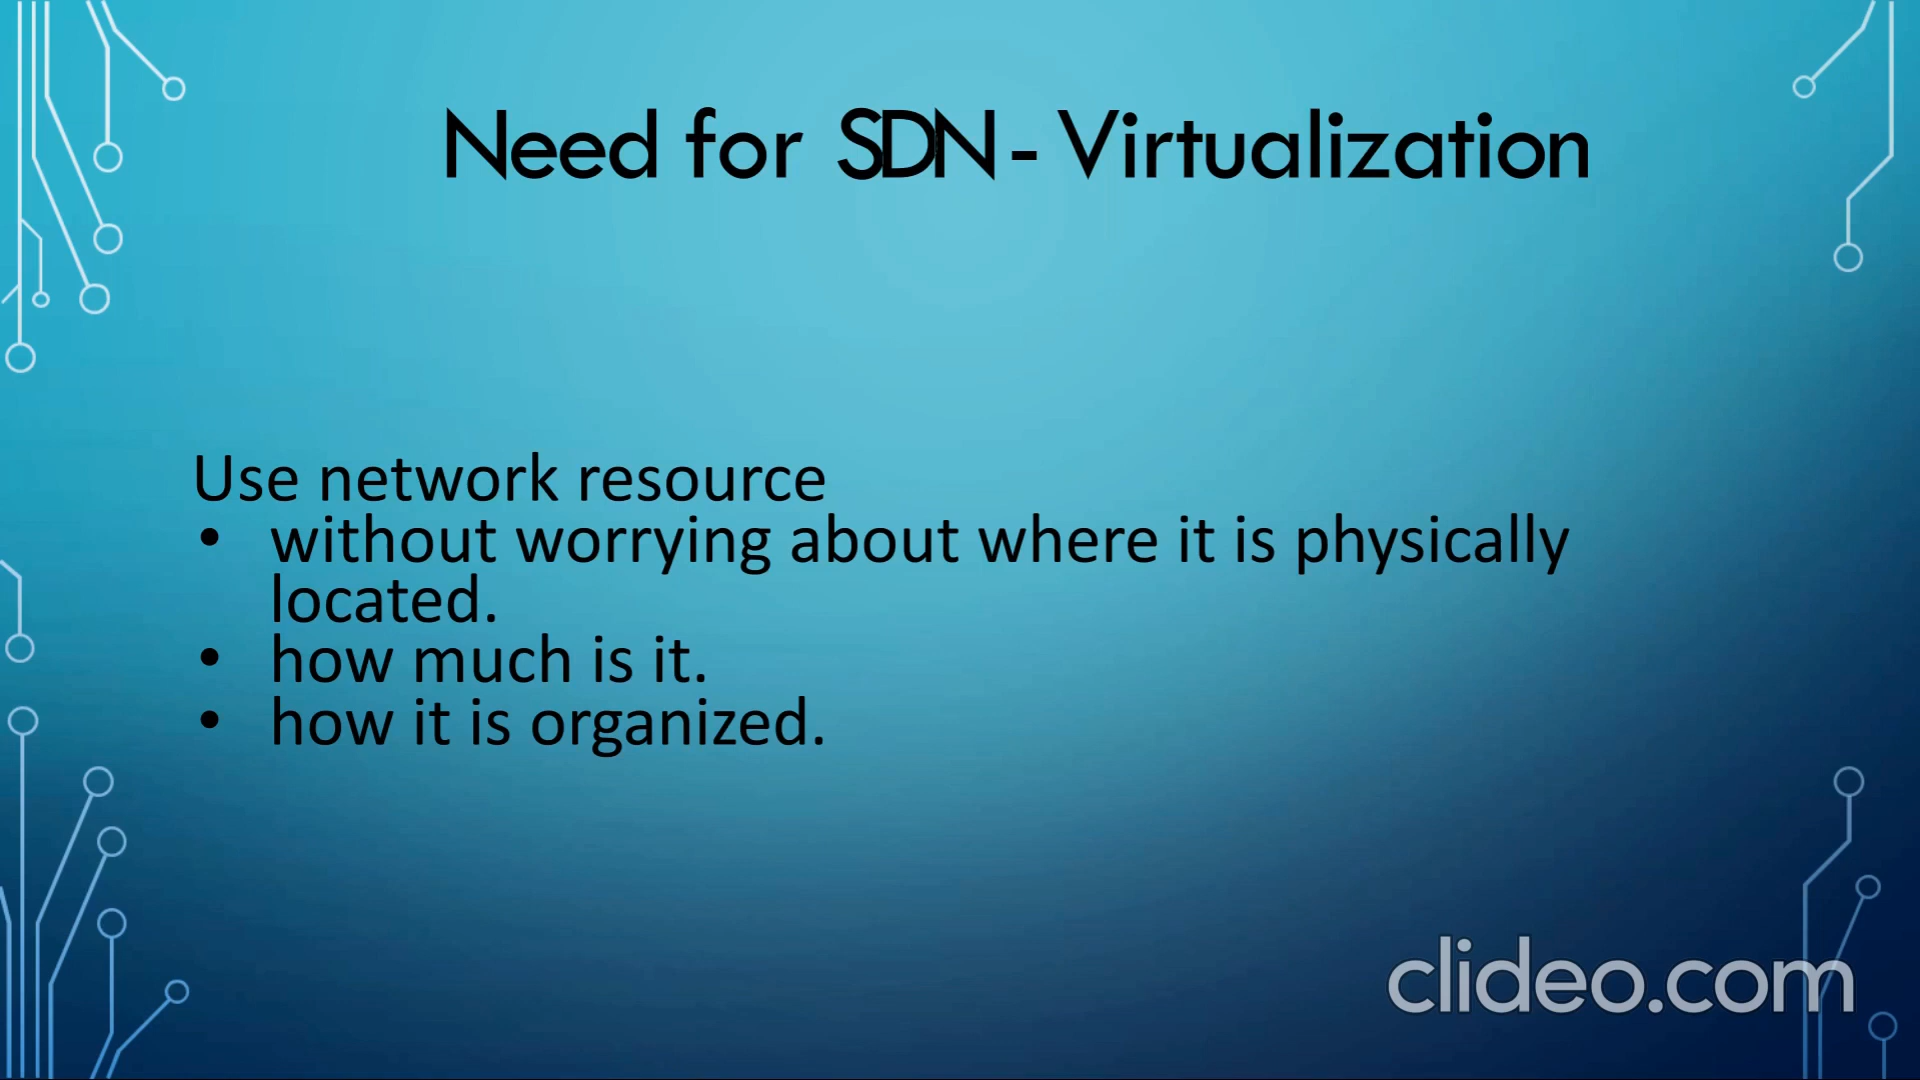 Need for SDN - Virtualization
Use network resource
• without worrying about where it is physically
located.
• how much is it.
• how it is organized.
clideo.com